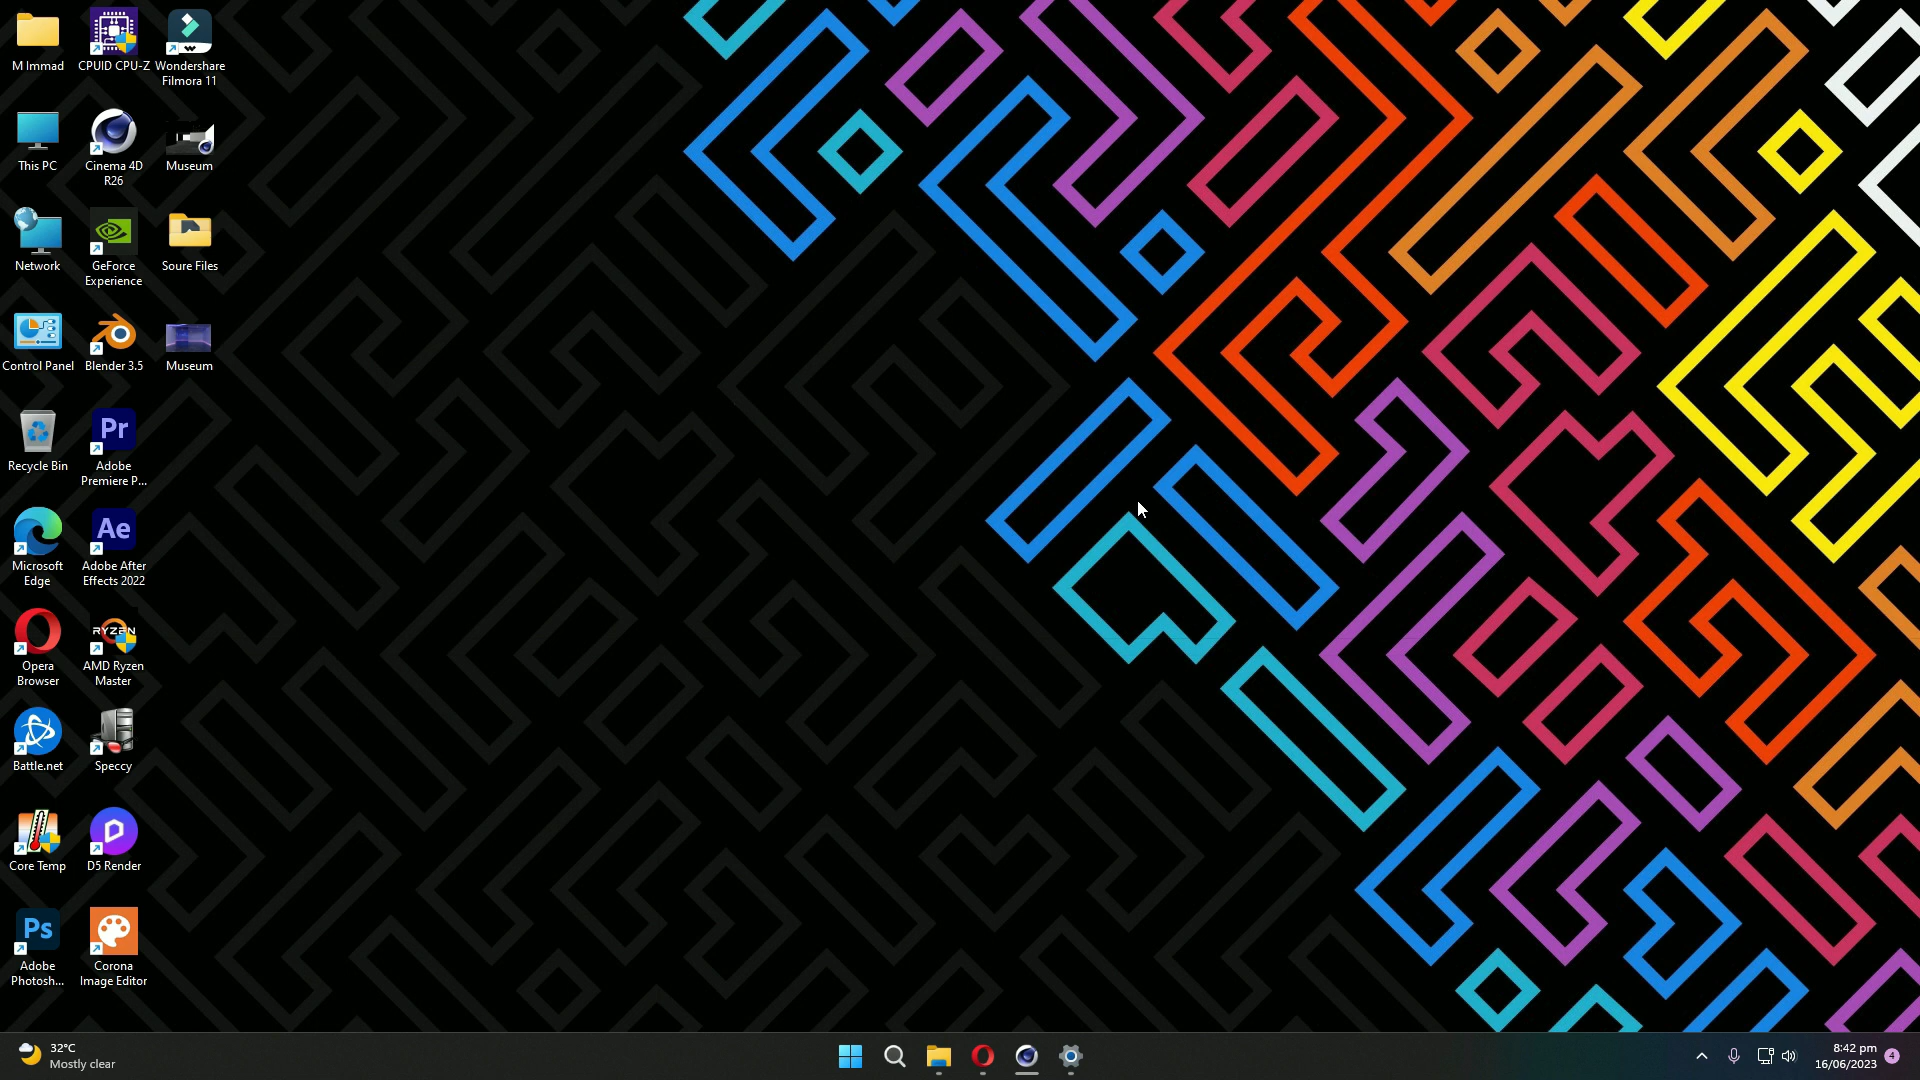 M Immad
CPUID CPU-Z
Wondershare
Filmora 11
This PC
Cinema 4D
R26
Museum
Network
GeForce
Experience
Soure Files
Control Panel
Blender 3.5
Museum
Recycle Bin
Pr
Adobe
Premiere P...
Microsoft
Edge
Ae
Adobe After
Effects 2022
Opera
Browser
RYZEN
AMD Ryzen
Master
Battle.net
Speccy
Core Temp
D5 Render
Ps
Adobe
Photosh...
Corona
Image Editor
32°C
Mostly clear
8:42 pm
16/06/2023
4